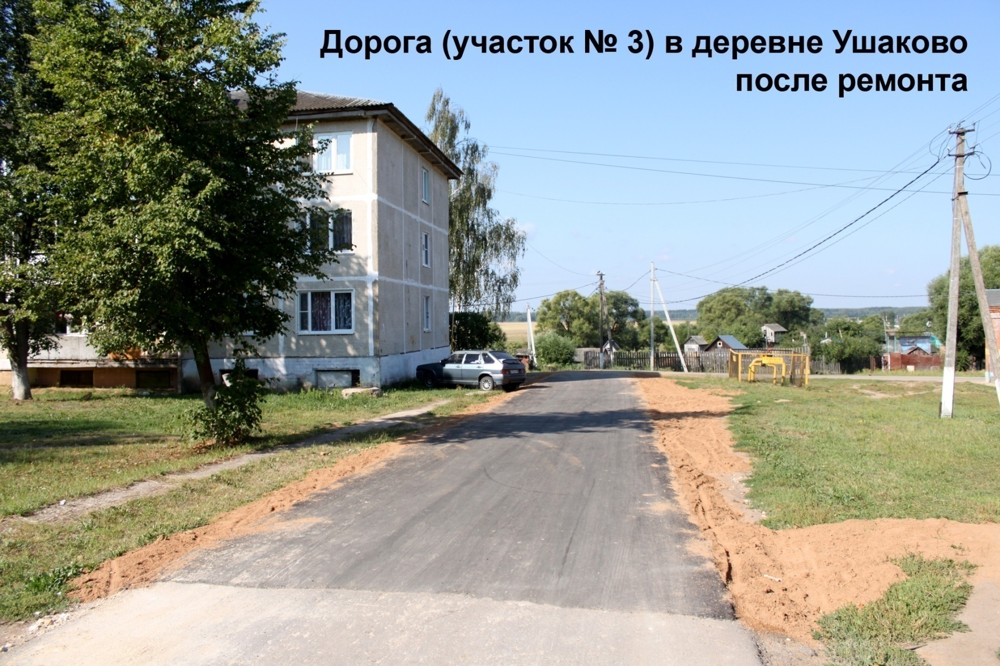 Дорога (участок № 3) в деревне Ушаково
после ремонта